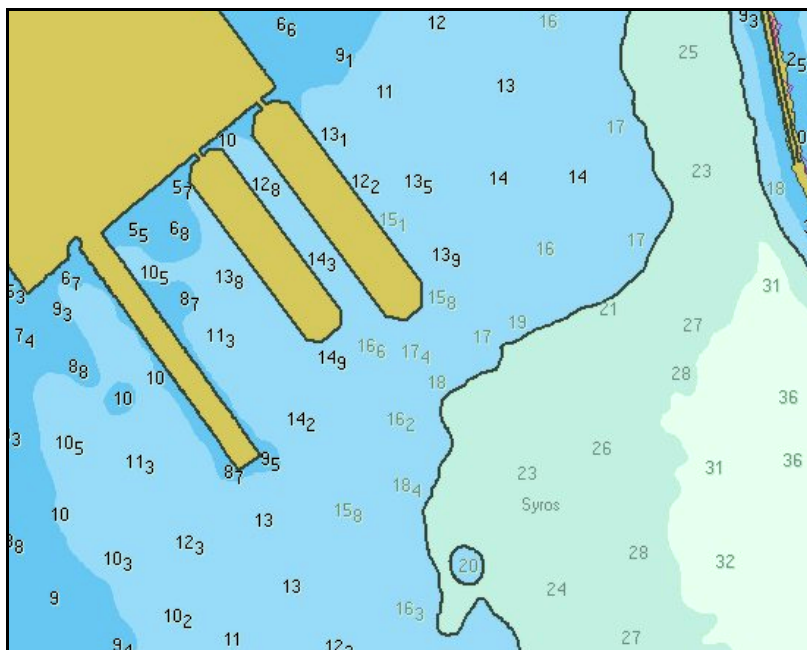 6₆ 12 16 9₃
9₁ 25 2₅
11 13
10 13₁ 17
5₇ 12₈ 12₂ 13₅ 14 14 23 18
5₅ 6₈ 15₁ 17
14₃ 13₉ 16
6₇ 10₅ 13₈ 31
9₃ 8₇ 15₈ 21
7₄ 11₃ 17 19 27
14₉ 16₆ 17₄
8₈ 10 18 28
10 36
10₅ 14₂ 16₂ 26
11₃ 8₇ 9₅ 23 31 36
18₄
10 13 15₈ Syros
12₃ 28
10₃ 20 32
9 13 24
10₂ 16₃
11 27